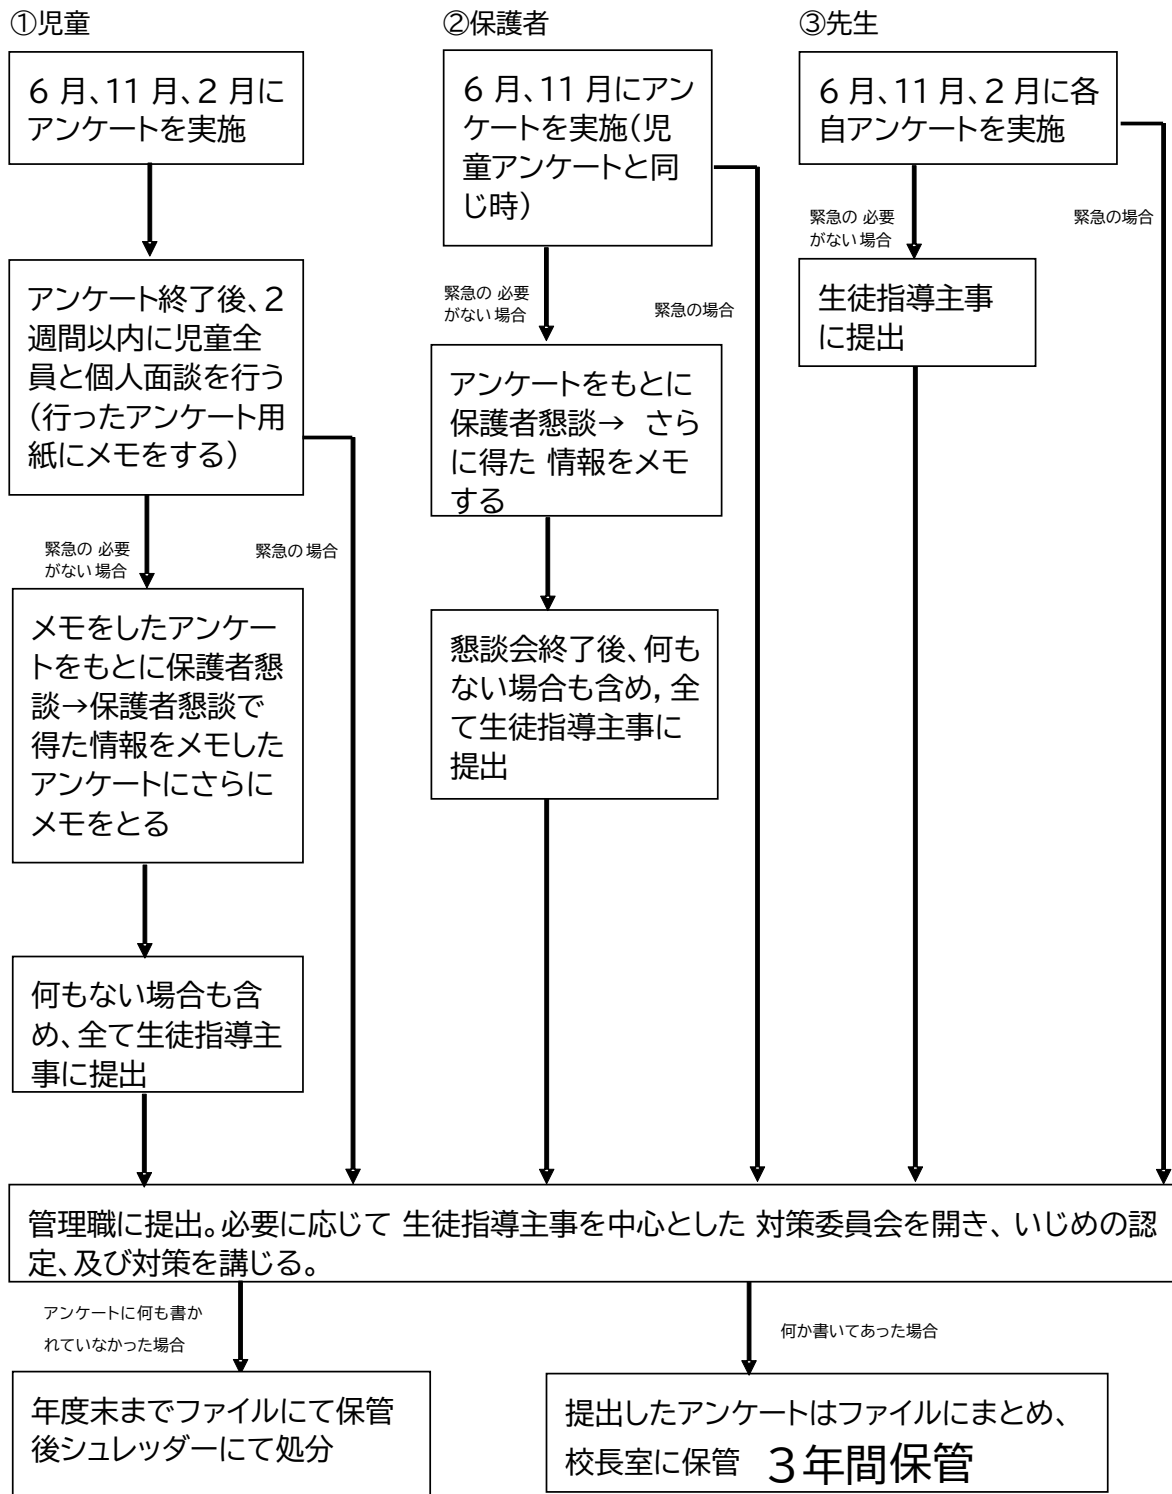 ①児童
6 月、11 月、2 月に
アンケートを実施
アンケート終了後、2
週間以内に児童全
員と個人面談を行う
(行ったアンケート用
紙にメモをする)
緊急の 必要
がない 場合
緊急の 場合
メモをしたアンケー
トをもとに保護者懇
談→保護者懇談で
得た情報をメモした
アンケートにさらに
メモをとる
何もない場合も含
め、全て生徒指導主
事に提出
②保護者
6 月、11 月にアン
ケートを実施(児
童アンケートと同
じ時)
緊急の 必要
がない 場合
緊急の場合
アンケートをもとに
保護者懇談→ さら
に得た 情報をメモ
する
懇談会終了後、何も
ない場合も含め,全
て生徒指導主事に
提出
③先生
6 月、11 月、2 月に各
自アンケートを実施
緊急の 必要
がない 場合
緊急の場合
生徒指導主事
に提出
管理職に提出。必要に応じて 生徒指導主事を中心とした 対策委員会を開き、いじめの認
定、及び対策を講じる。
アンケートに何も書か
れていなかった場合
何か書いてあった場合
年度末までファイルにて保管
後シュレッダーにて処分
提出したアンケートはファイルにまとめ、
校長室に保管 3年間保管